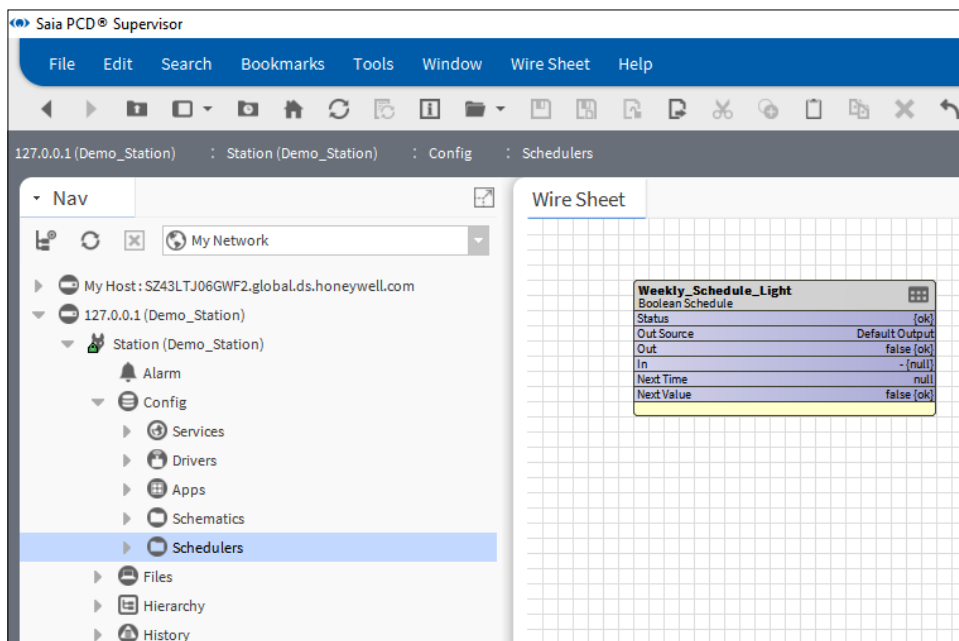 Saia PCD® Supervisor
File Edit Search Bookmarks Tools Window Wire Sheet Help
127.0.0.1 (Demo_Station) : Station (Demo_Station) : Config : Schedulers
Nav
My Network
My Host : SZ43LTJ06GWF2.global.ds.honeywell.com
127.0.0.1 (Demo_Station)
Station (Demo_Station)
Alarm
Config
Services
Drivers
Apps
Schematics
Schedulers
Files
Hierarchy
History
Wire Sheet
Weekly_Schedule_Light
Boolean Schedule
Status {ok}
Out Source Default Output
Out false {ok}
In - {null}
Next Time null
Next Value false {ok}